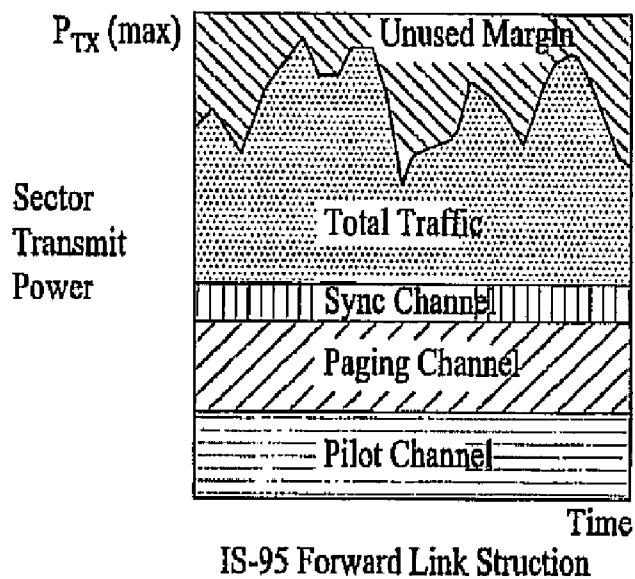 P_TX (max)
Unused Margin
Sector
Transmit
Power
Total Traffic
Sync Channel
Paging Channel
Pilot Channel
Time
IS-95 Forward Link Struction